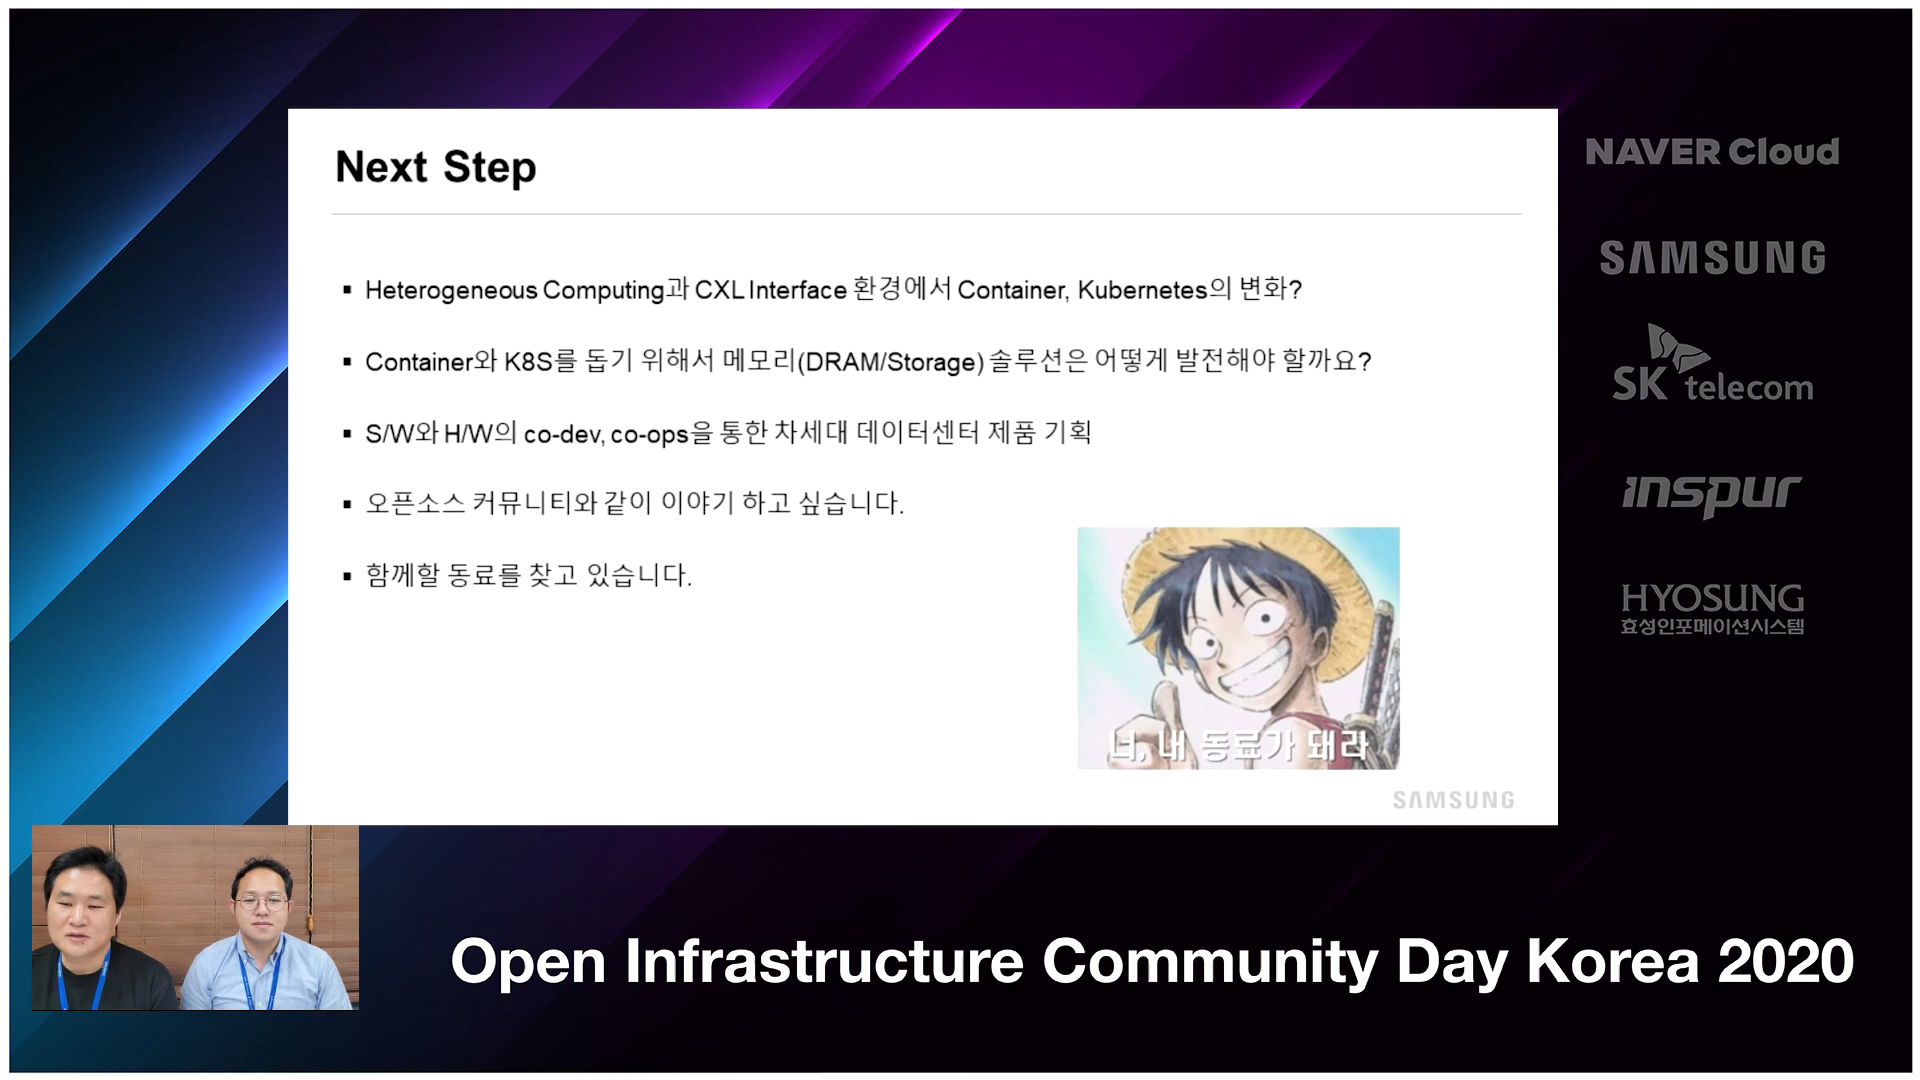 Next Step
▪ Heterogeneous Computing과 CXL Interface 환경에서 Container, Kubernetes의 변화?
▪ Container와 K8S를 돕기 위해서 메모리(DRAM/Storage) 솔루션은 어떻게 발전해야 할까요?
▪ S/W와 H/W의 co-dev, co-ops을 통한 차세대 데이터센터 제품 기획
▪ 오픈소스 커뮤니티와 같이 이야기 하고 싶습니다.
▪ 함께할 동료를 찾고 있습니다.
너, 내 동료가 돼라
SAMSUNG
NAVER Cloud
SAMSUNG
SK telecom
inspur
HYOSUNG
효성인포메이션시스템
Open Infrastructure Community Day Korea 2020